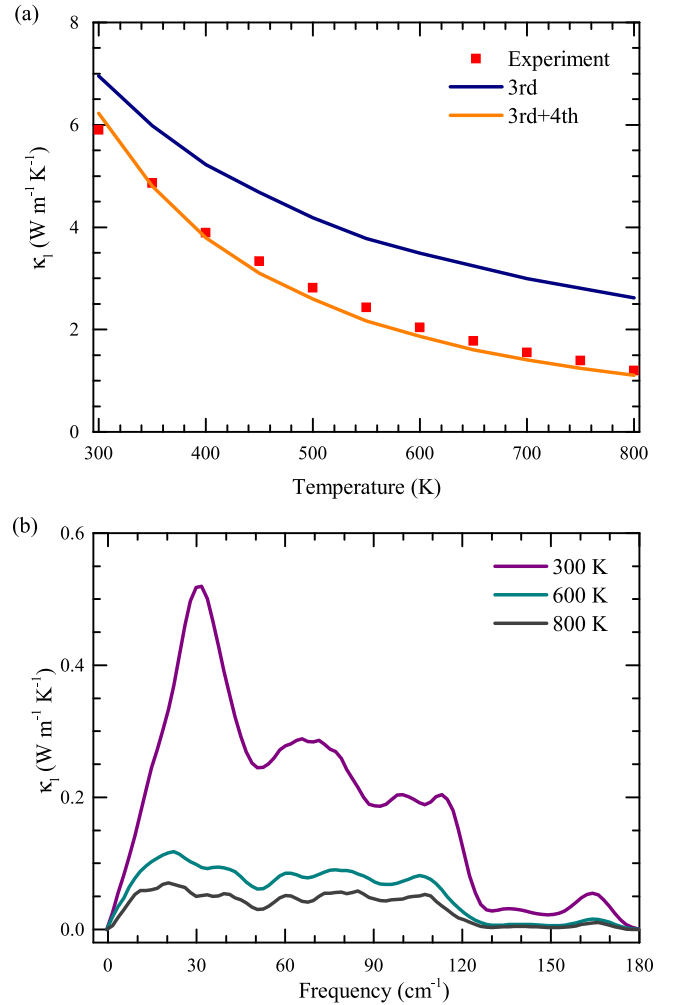 (a)
8
6
4
2
0
κl (W m-1 K-1)
Experiment
3rd
3rd+4th
300 400 500 600 700 800
Temperature (K)
(b)
0.6
0.4
0.2
0.0
κl (W m-1 K-1)
300 K
600 K
800 K
0 30 60 90 120 150 180
Frequency (cm-1)